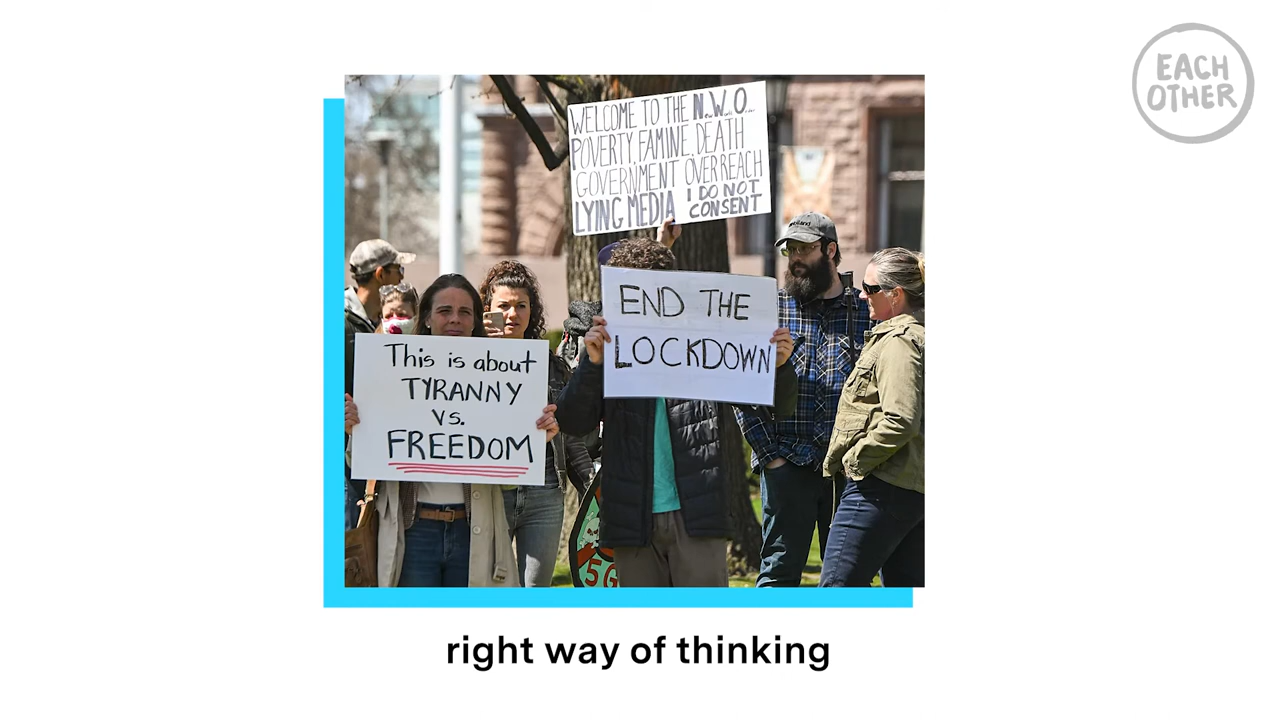 EACH
OTHER
WELCOME TO THE N.W.O...
POVERTY, FAMINE, DEATH
GOVERNMENT OVERREACH
LYING MEDIA I DO NOT
CONSENT
END THE
LOCKDOWN
This is about
TYRANNY
vs.
FREEDOM
5G
right way of thinking